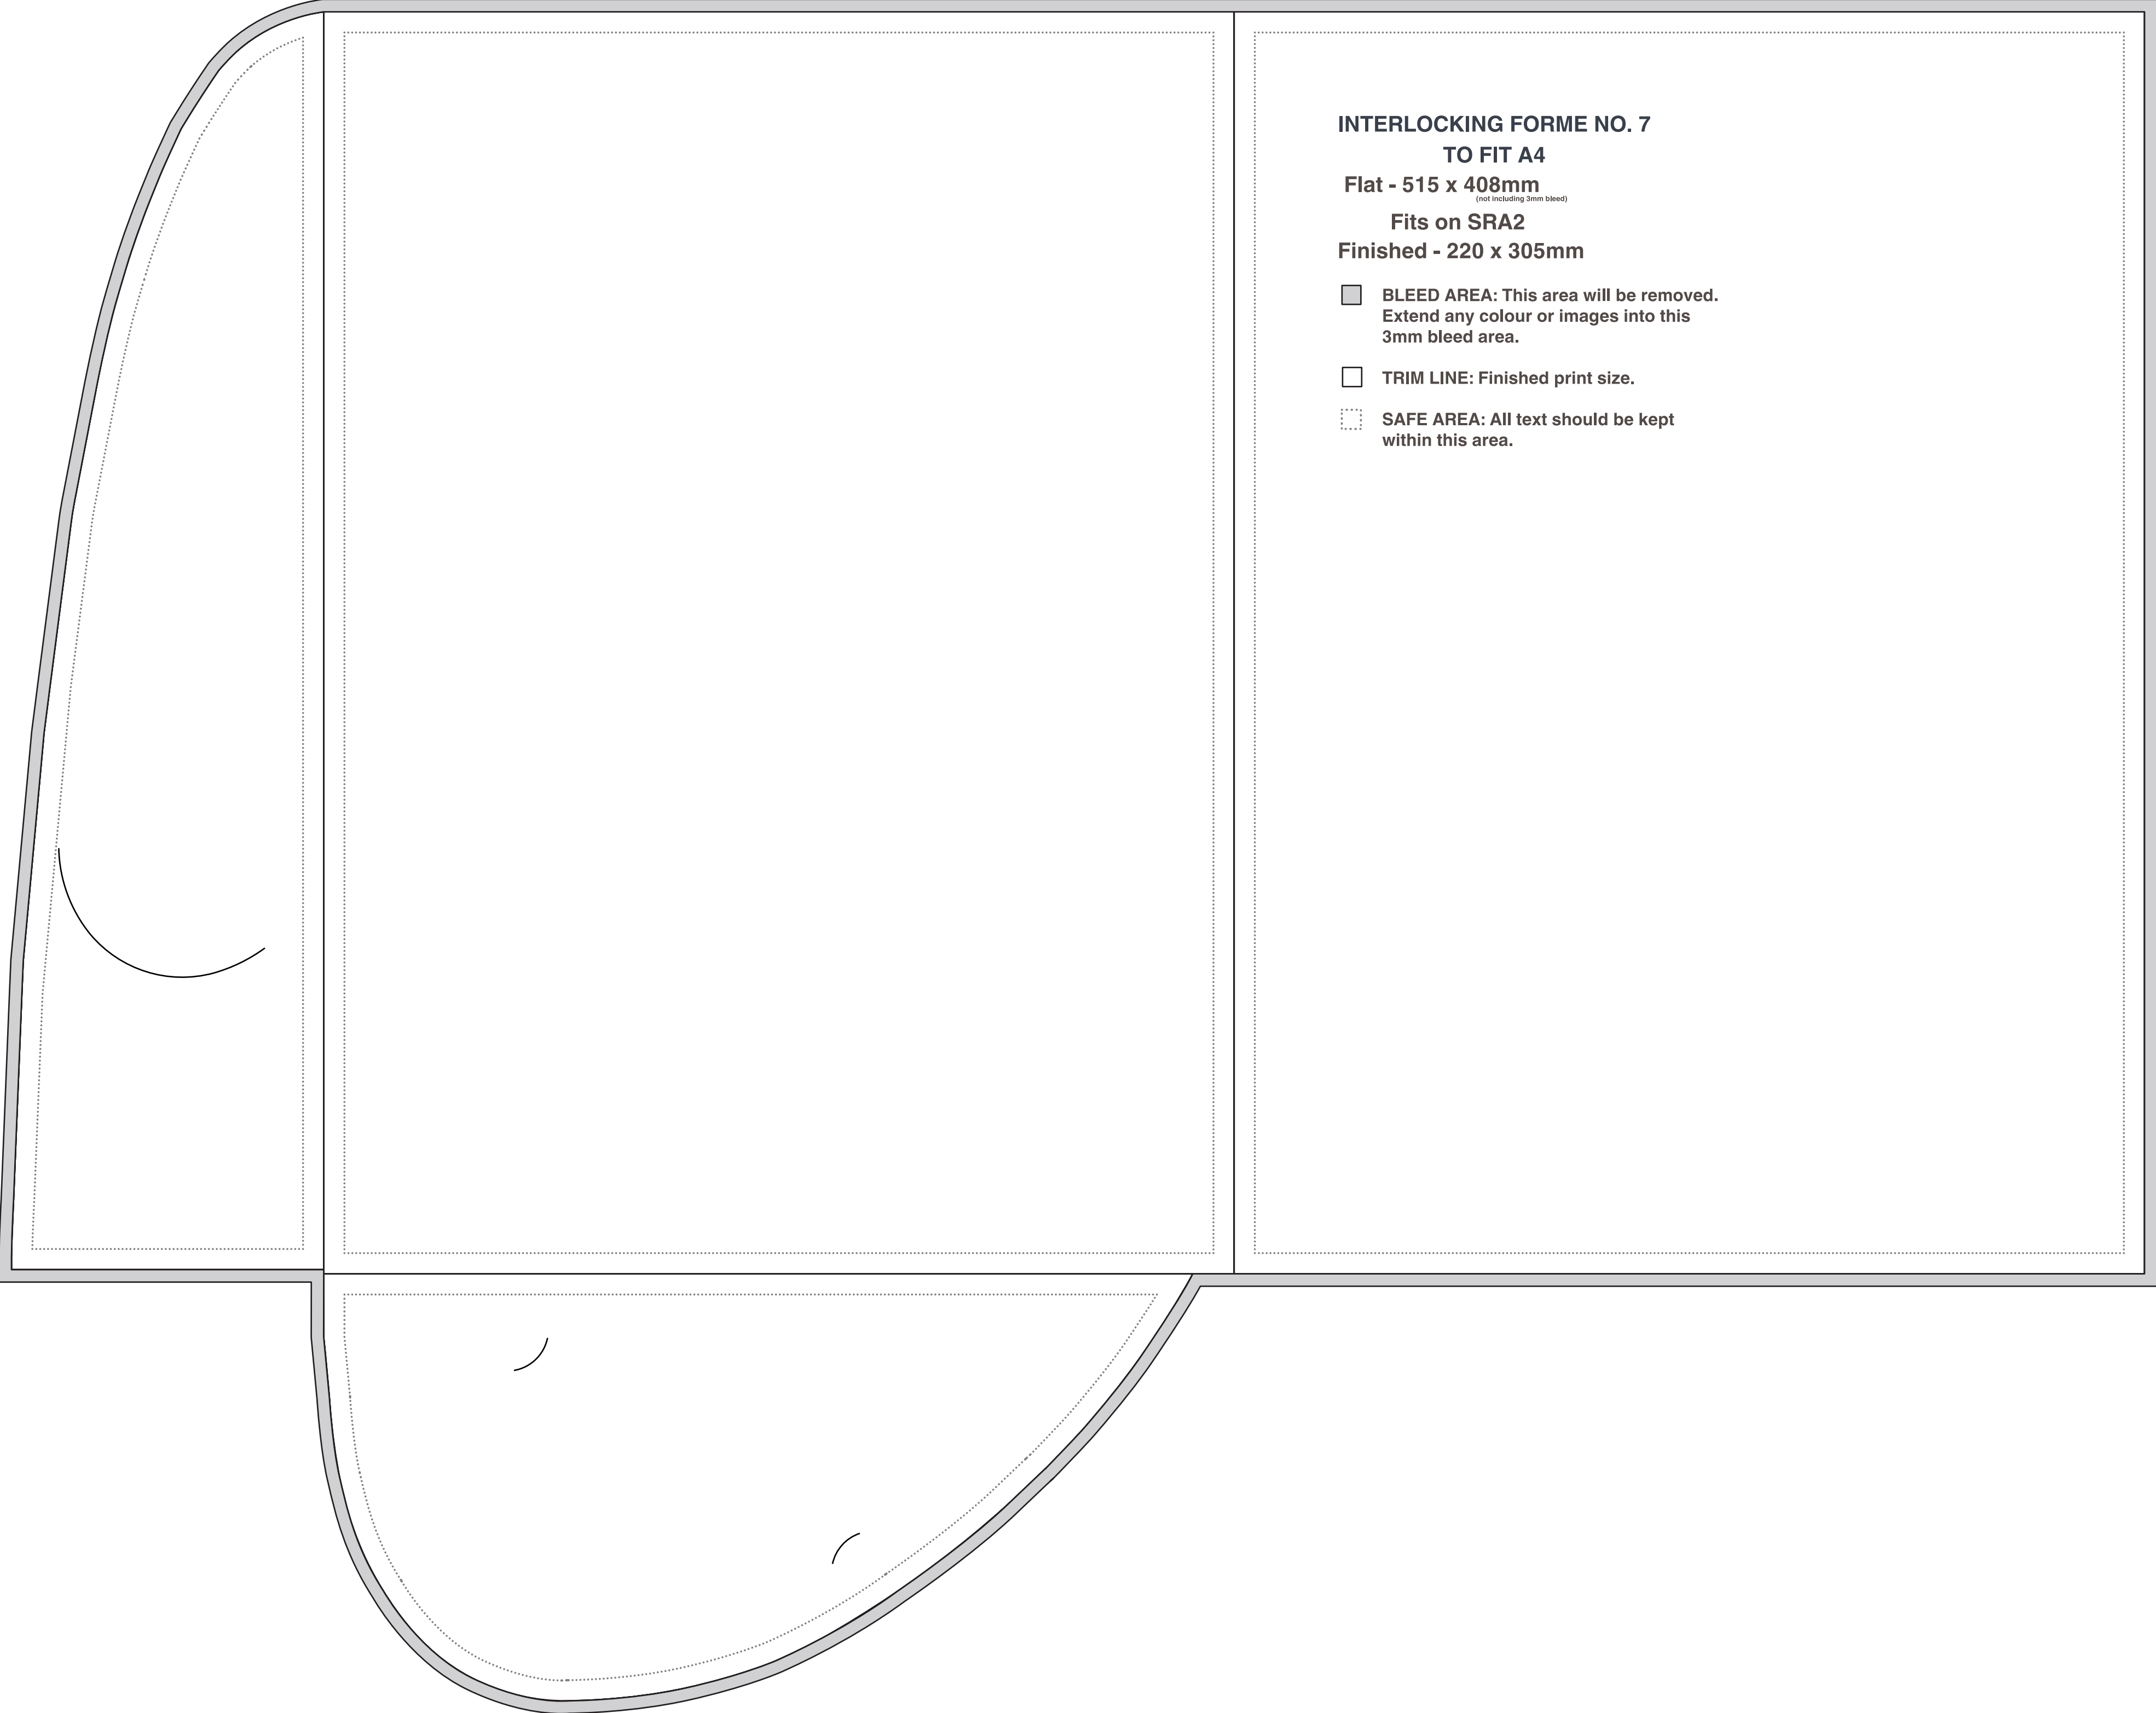 INTERLOCKING FORME NO. 7
TO FIT A4
Flat - 515 x 408mm
(not including 3mm bleed)
Fits on SRA2
Finished - 220 x 305mm
BLEED AREA: This area will be removed.
Extend any colour or images into this
3mm bleed area.
TRIM LINE: Finished print size.
SAFE AREA: All text should be kept
within this area.